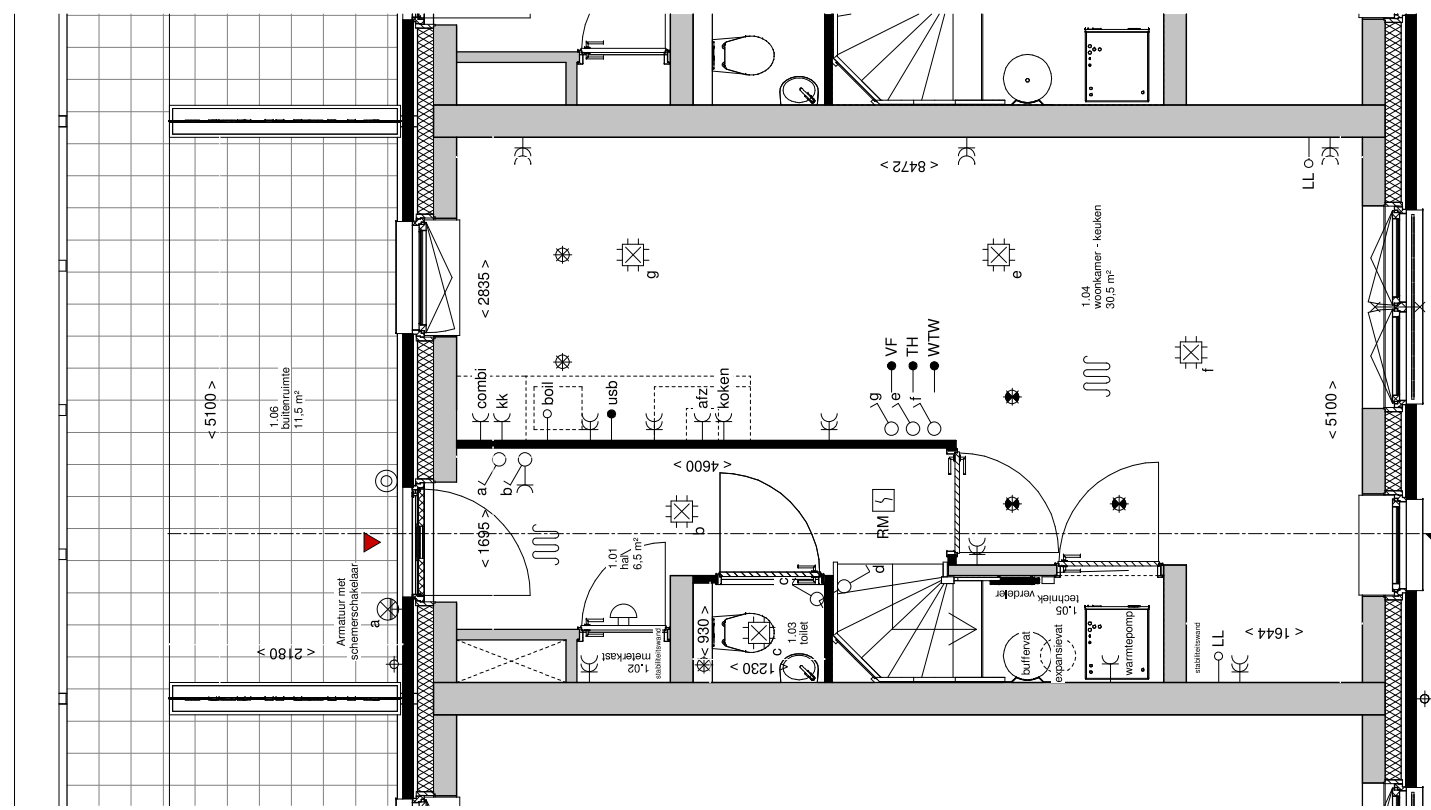 < 8472 >
LL
g
e
1.04
woonkamer - keuken
30,5 m²
< 2835 >
f
VF
TH
WTW
combi
kk
boil
usb
afz
koken
g
e
f
< 5100 >
1.06
buitenruimte
11,5 m²
< 5100 >
< 4600 >
a
b
< 1695 >
b
RM
1.01
hal
6,5 m²
Armatuur met
schemerschakelaar
a
< 2180 >
c
d
verdeler
1.05
techniek
1.02
meterkast
stabiliteitswand
< 930 >
1.03
toilet
c
< 1230 >
buffervat
expansievat
warmtepomp
stabiliteitswand
LL
< 1644 >